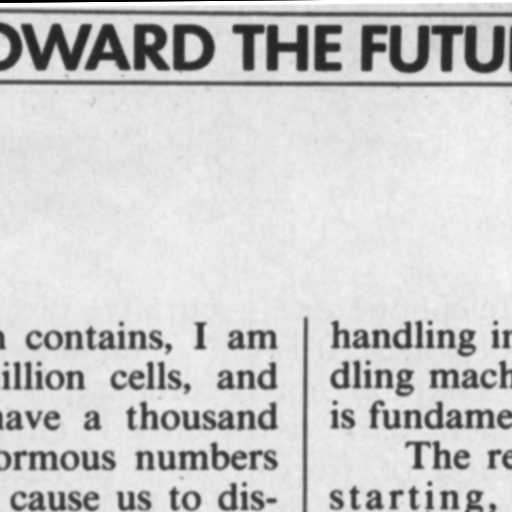 OWARD THE FUTU
contains, I am
illion cells, and
have a thousand
ormous numbers
cause us to dis-
handling in
dling mach
is fundame
The re
starting,